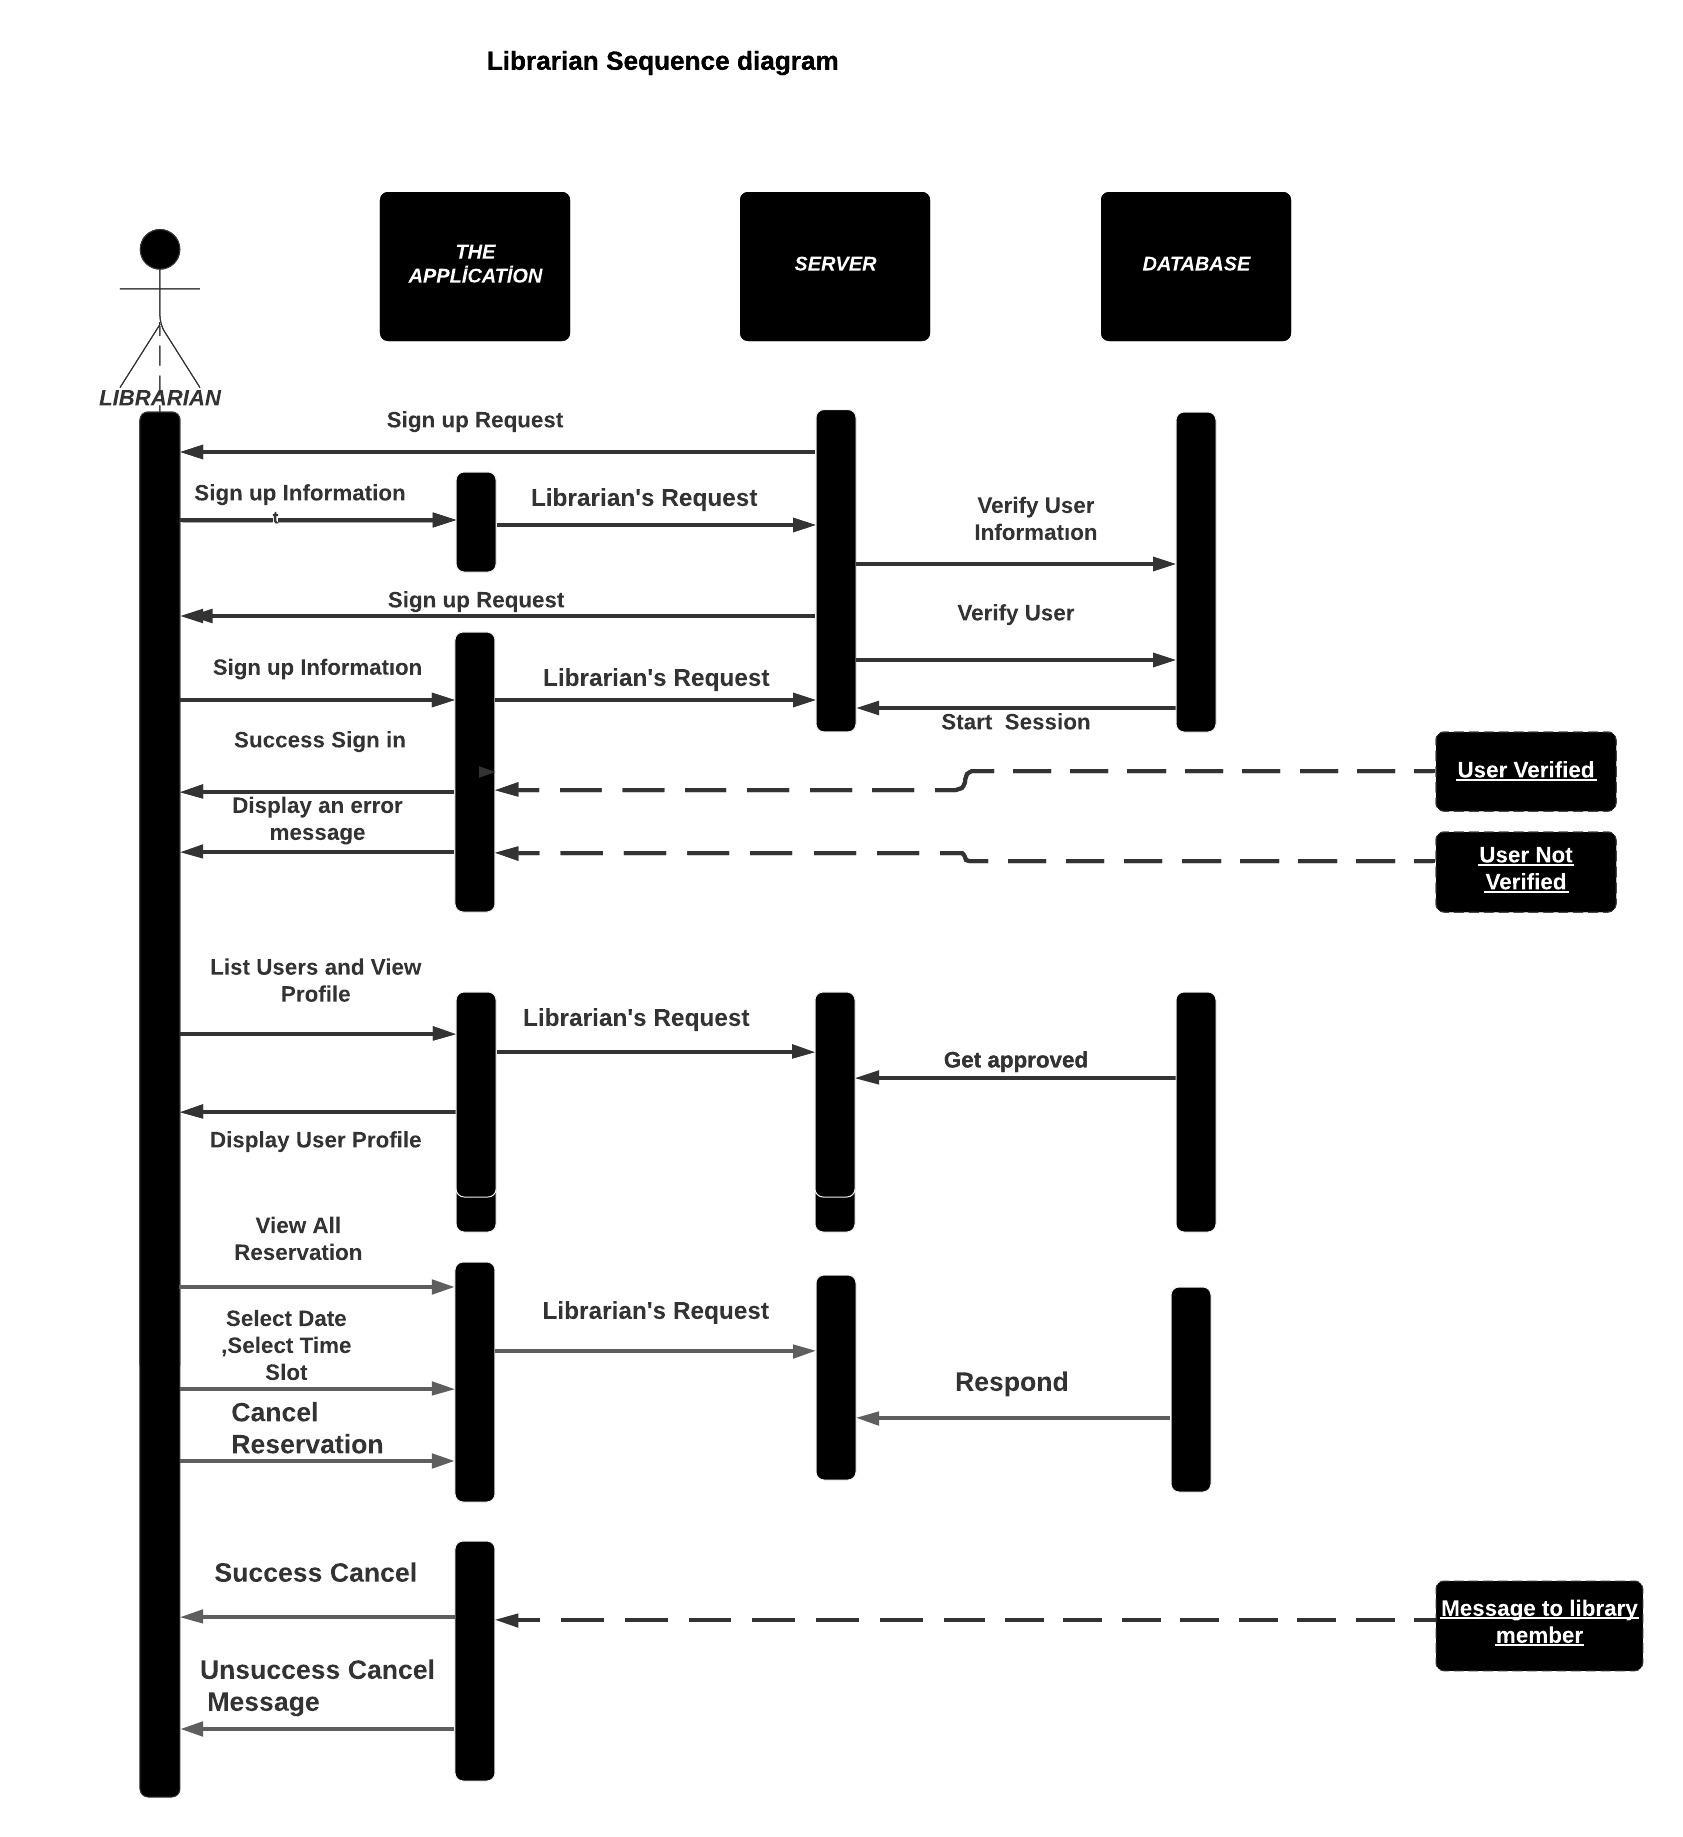 Librarian Sequence diagram
THE
APPLİCATİON
SERVER
DATABASE
LIBRARIAN
Sign up Request
Sign up Information
t
Librarian's Request
Verify User
Informatıon
Sign up Request
Verify User
Sign up Informatıon
Librarian's Request
Start  Session
Success Sign in
User Verified
Display an error
message
User Not
Verified
List Users and View
Profile
Librarian's Request
Get approved
Display User Profile
View All
Reservation
Select Date
,Select Time
Slot
Librarian's Request
Respond
Cancel
Reservation
Success Cancel
Message to library
member
Unsuccess Cancel
Message